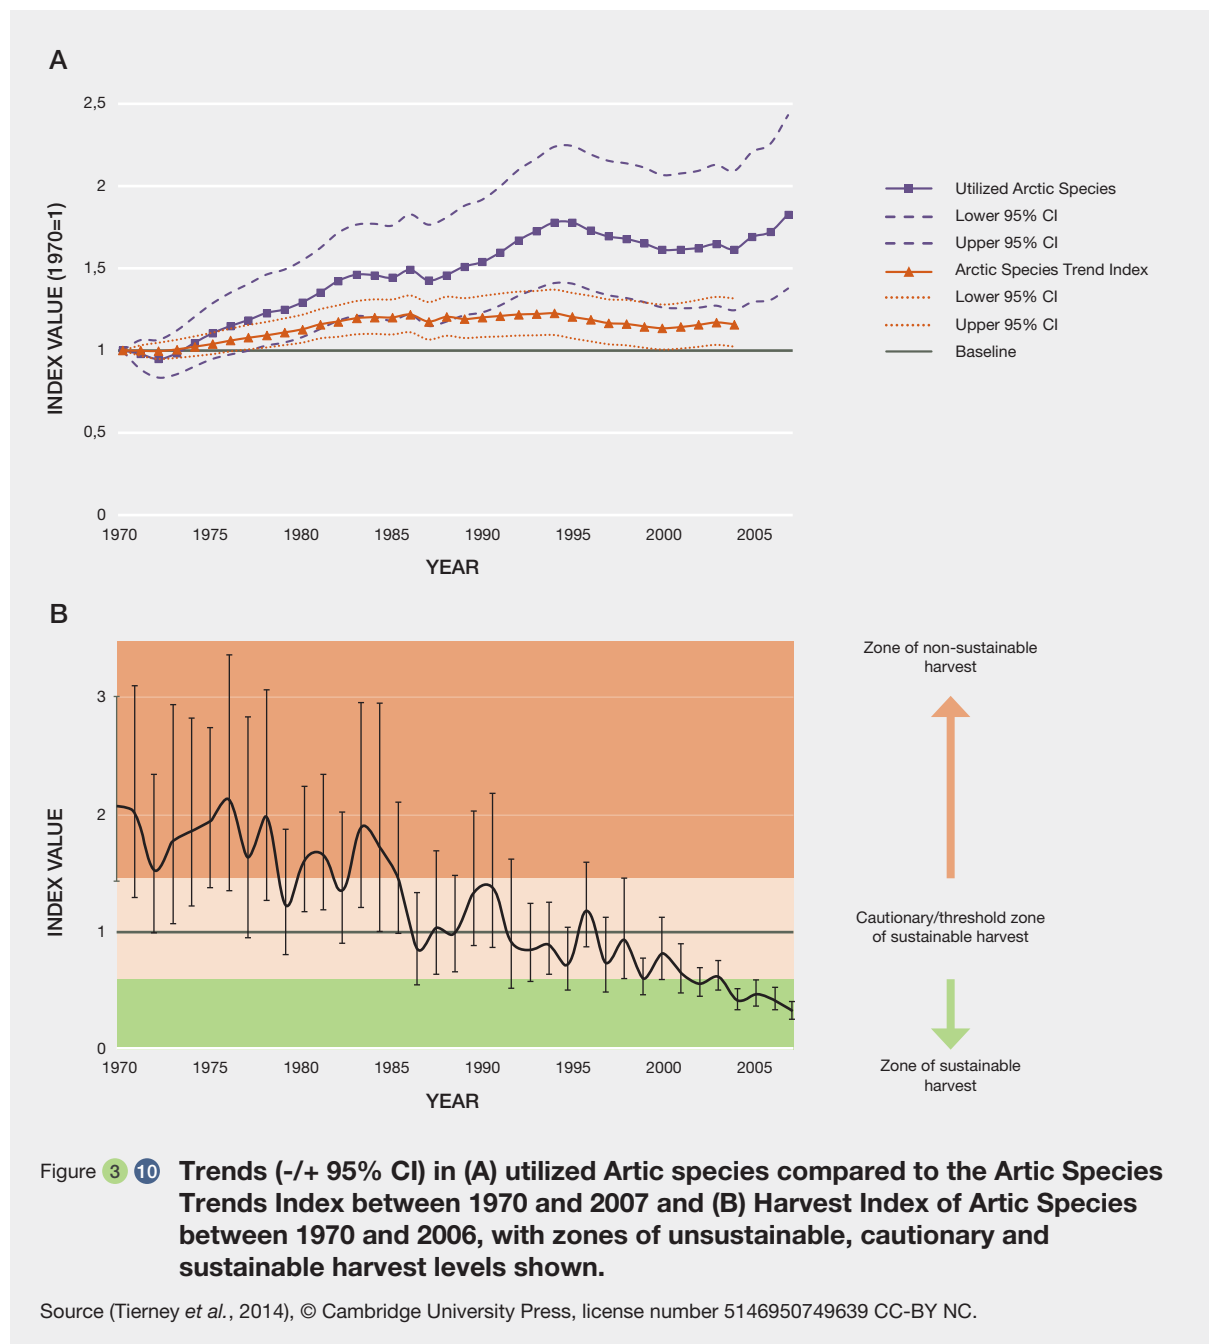 A
2,5
2
1,5
1
0,5
0
INDEX VALUE (1970=1)
1970 1975 1980 1985 1990 1995 2000 2005
YEAR
Utilized Arctic Species
Lower 95% CI
Upper 95% CI
Arctic Species Trend Index
Lower 95% CI
Upper 95% CI
Baseline
B
3
2
1
0
INDEX VALUE
1970 1975 1980 1985 1990 1995 2000 2005
YEAR
Zone of non-sustainable
harvest
Cautionary/threshold zone
of sustainable harvest
Zone of sustainable
harvest
Figure 3 10 Trends (-/+ 95% CI) in (A) utilized Artic species compared to the Artic Species
Trends Index between 1970 and 2007 and (B) Harvest Index of Artic Species
between 1970 and 2006, with zones of unsustainable, cautionary and
sustainable harvest levels shown.
Source (Tierney et al., 2014), © Cambridge University Press, license number 5146950749639 CC-BY NC.